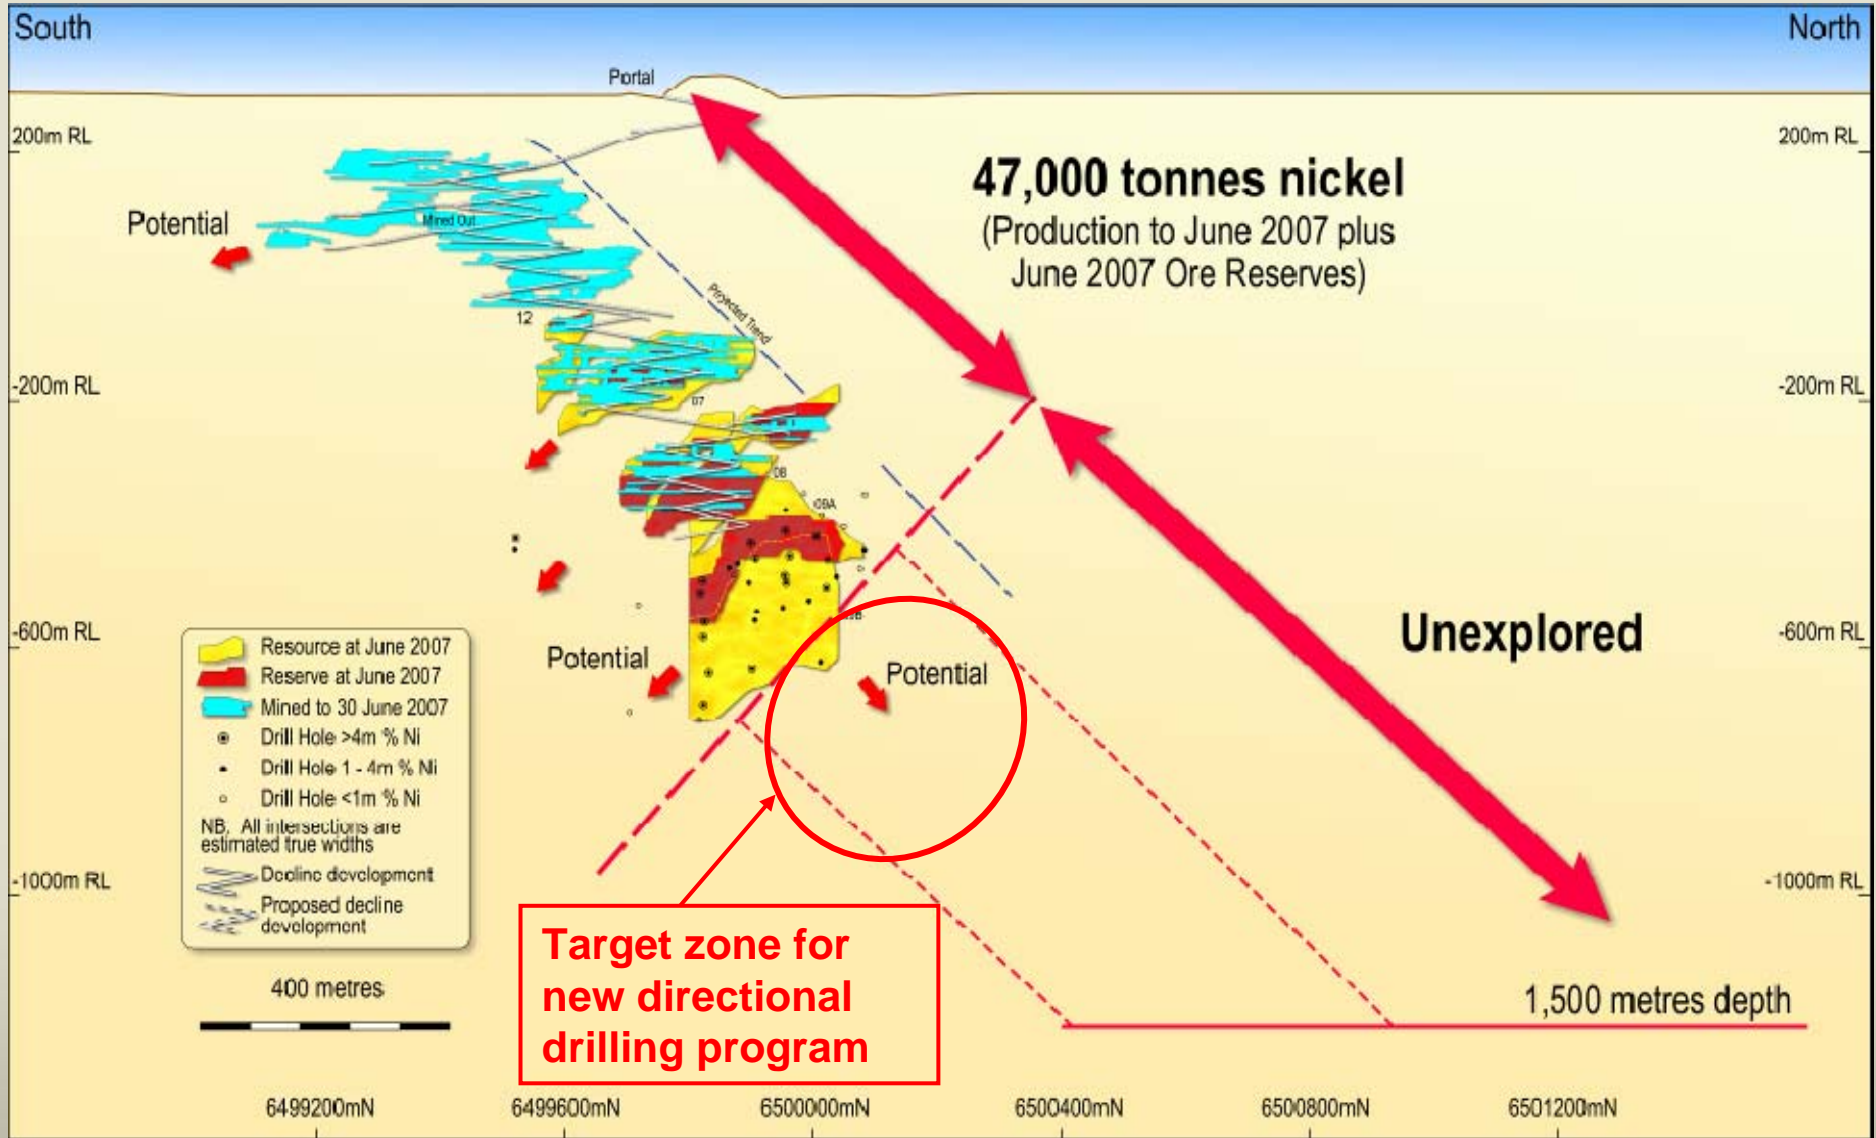 South
North
Portal
200m RL
200m RL
47,000 tonnes nickel
(Production to June 2007 plus
June 2007 Ore Reserves)
Potential
Mined Out
Projected Trend
12
-200m RL
-200m RL
07
08
09A
-600m RL
-600m RL
Unexplored
Potential
Potential
Resource at June 2007
Reserve at June 2007
Mined to 30 June 2007
Drill Hole >4m % Ni
Drill Hole 1 - 4m % Ni
Drill Hole <1m % Ni
NB. All intersections are
estimated true widths
Decline development
Proposed decline
development
-1000m RL
-1000m RL
Target zone for
new directional
drilling program
400 metres
1,500 metres depth
6499200mN
6499600mN
6500000mN
6500400mN
6500800mN
6501200mN